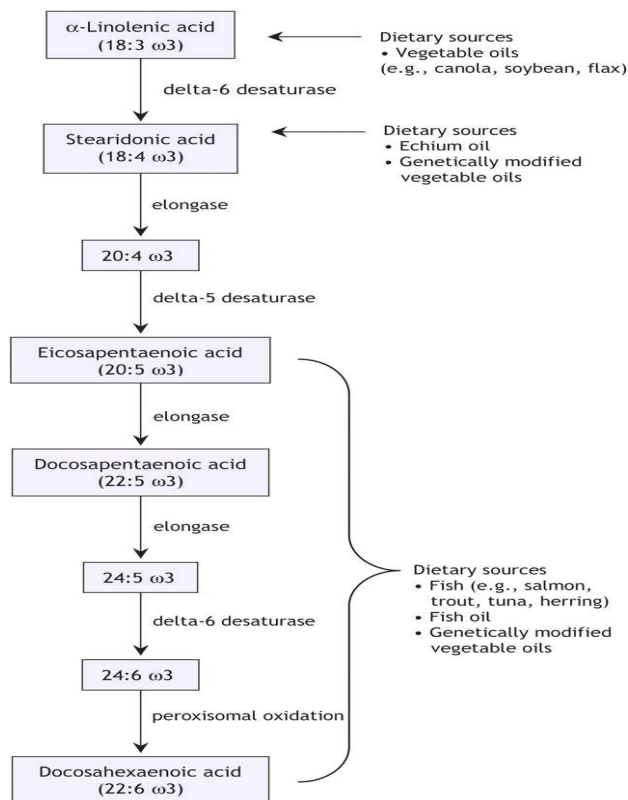 α-Linolenic acid
(18:3 ω3)
Dietary sources
• Vegetable oils
(e.g., canola, soybean, flax)
delta-6 desaturase
Stearidonic acid
(18:4 ω3)
Dietary sources
• Echium oil
• Genetically modified
vegetable oils
elongase
20:4 ω3
delta-5 desaturase
Eicosapentaenoic acid
(20:5 ω3)
elongase
Docosapentaenoic acid
(22:5 ω3)
elongase
24:5 ω3
delta-6 desaturase
24:6 ω3
peroxisomal oxidation
Docosahexaenoic acid
(22:6 ω3)
Dietary sources
• Fish (e.g., salmon,
trout, tuna, herring)
• Fish oil
• Genetically modified
vegetable oils